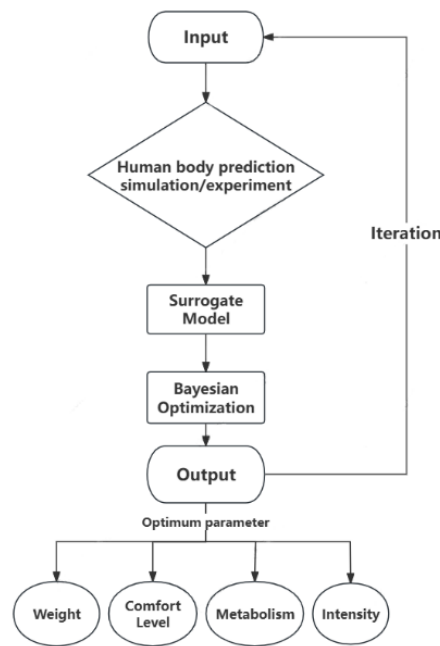 Input
Human body prediction
simulation/experiment
Iteration
Surrogate
Model
Bayesian
Optimization
Output
Optimum parameter
Weight
Comfort
Level
Metabolism
Intensity